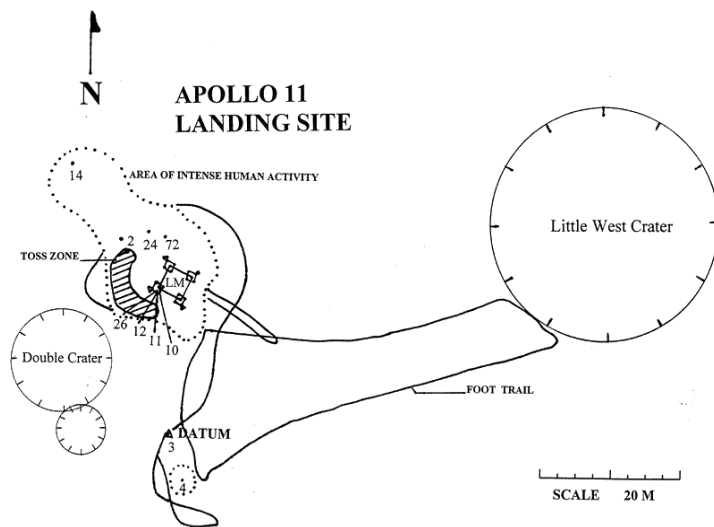 N
APOLLO 11
LANDING SITE
14
AREA OF INTENSE HUMAN ACTIVITY
Little West Crater
2 24 72
TOSS ZONE
LM
26
12
11
10
Double Crater
FOOT TRAIL
DATUM
3
4
SCALE 20 M